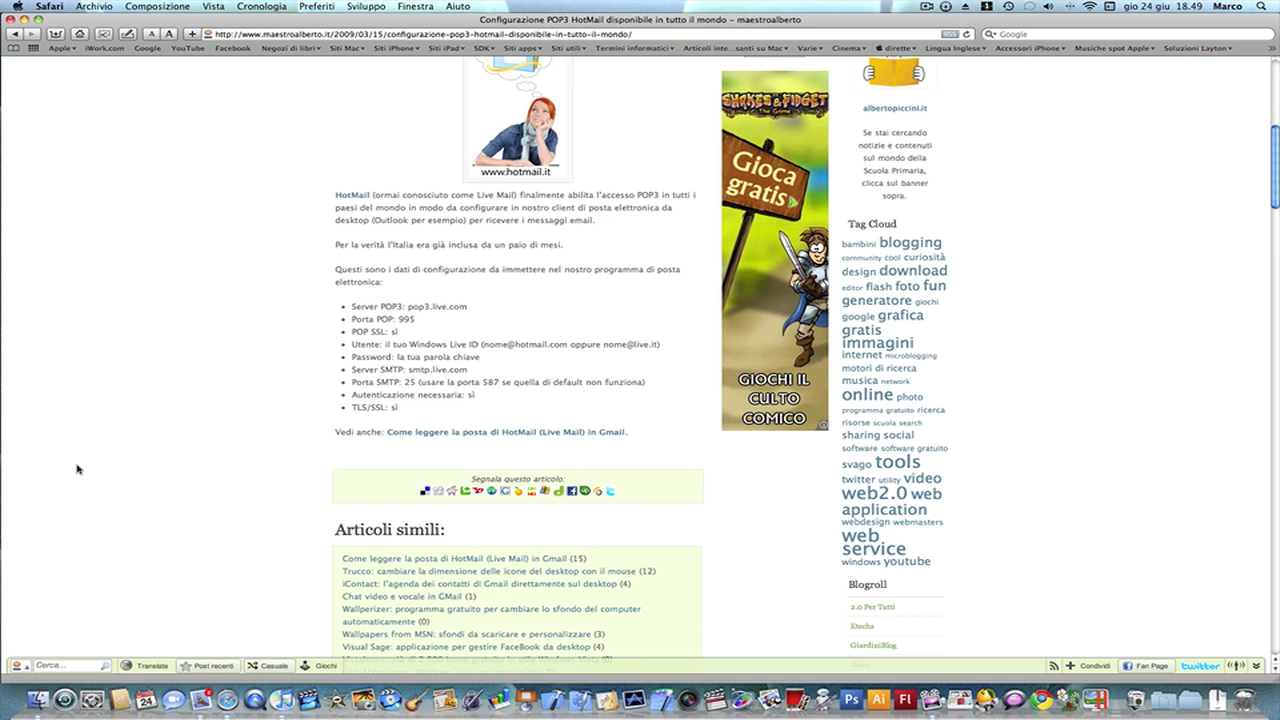 Safari Archivio Composizione Vista Cronologia Preferiti Sviluppo Finestra Aiuto gio 24 giu 18.49 Marco
Configurazione POP3 HotMail disponibile in tutto il mondo – maestroalberto
http://www.maestroalberto.it/2009/03/15/configurazione-pop3-hotmail-disponibile-in-tutto-il-mondo/ RSS Google
Apple iWork.com Google YouTube Facebook Negozi di libri Siti Mac Siti iPhone Siti iPad SDK Siti apps Siti utili Termini informatici Articoli inte...santi su Mac Varie Cinema dirette Lingua Inglese Accessori iPhone Musiche spot Apple Soluzioni Layton
www.hotmail.it
HotMail (ormai conosciuto come Live Mail) finalmente abilita l'accesso POP3 in tutti i
paesi del mondo in modo da configurare in nostro client di posta elettronica da
desktop (Outlook per esempio) per ricevere i messaggi email.
Per la verità l'Italia era già inclusa da un paio di mesi.
Questi sono i dati di configurazione da immettere nel nostro programma di posta
elettronica:
• Server POP3: pop3.live.com
• Porta POP: 995
• POP SSL: sì
• Utente: il tuo Windows Live ID (nome@hotmail.com oppure nome@live.it)
• Password: la tua parola chiave
• Server SMTP: smtp.live.com
• Porta SMTP: 25 (usare la porta 587 se quella di default non funziona)
• Autenticazione necessaria: sì
• TLS/SSL: sì
Vedi anche: Come leggere la posta di HotMail (Live Mail) in Gmail.
Segnala questo articolo:
Articoli simili:
Come leggere la posta di HotMail (Live Mail) in Gmail (15)
Trucco: cambiare la dimensione delle icone del desktop con il mouse (12)
iContact: l'agenda dei contatti di Gmail direttamente sul desktop (4)
Chat video e vocale in GMail (1)
Wallperizer: programma gratuito per cambiare lo sfondo del computer
automaticamente (0)
Wallpapers from MSN: sfondi da scaricare e personalizzare (3)
Visual Sage: applicazione per gestire FaceBook da desktop (4)
SHAKES & FIDGET
The Game
Gioca
gratis
GIOCHI IL
CULTO
COMICO
albertopiccini.it
Se stai cercando
notizie e contenuti
sul mondo della
Scuola Primaria,
clicca sul banner
sopra.
Tag Cloud
bambini blogging
community cool curiosità
design download
editor flash foto fun
generatore giochi
google grafica
gratis
immagini
internet microblogging
motori di ricerca
musica network
online photo
programma gratuito ricerca
risorse scuola search
sharing social
software software gratuito
svago tools
twitter utility video
web2.0 web
application
webdesign webmasters
web
service
windows youtube
Blogroll
2.0 Per Tutti
Etecha
GiardiniBlog
Cerca... Translate Post recenti Casuale Giochi Condividi Fan Page twitter
24 Ps Ai Fl